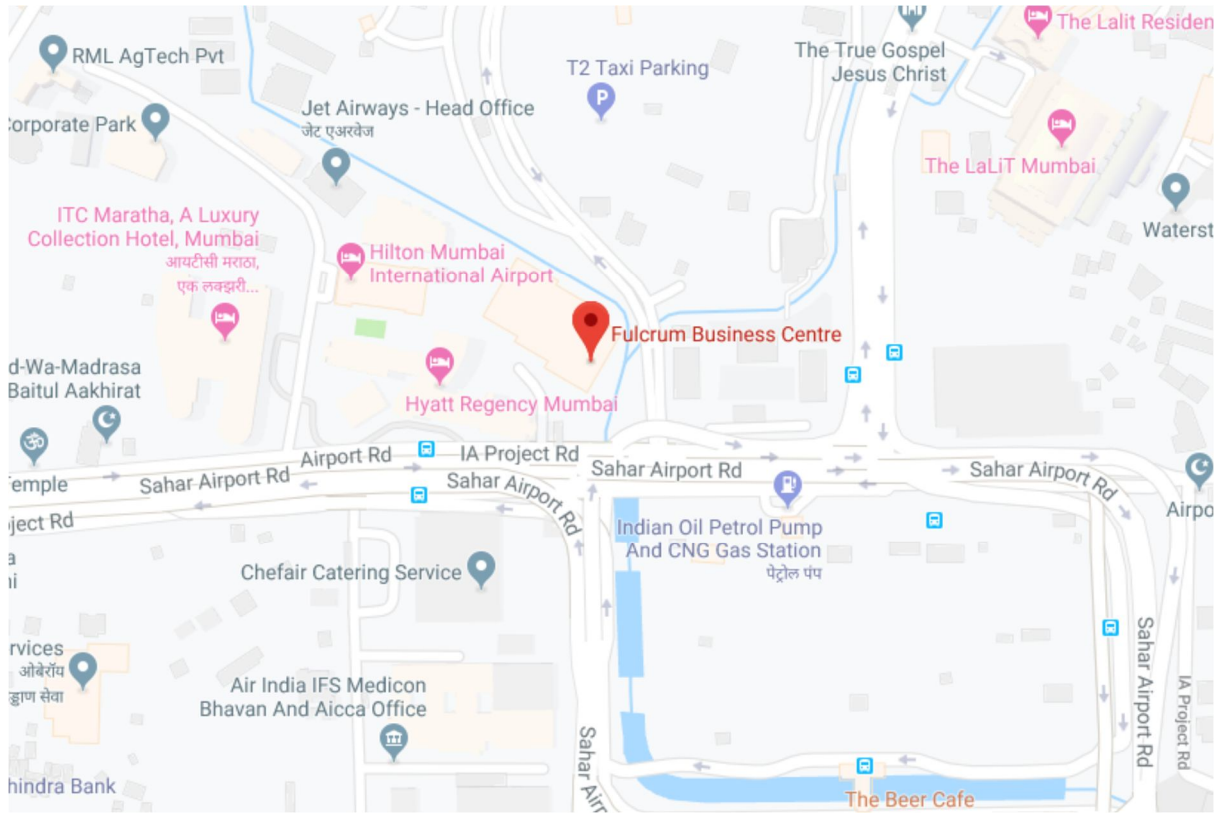 The Lalit Residen
RML AgTech Pvt
The True Gospel
Jesus Christ
T2 Taxi Parking
P
Jet Airways - Head Office
जेट एअरवेज
Corporate Park
The LaLiT Mumbai
ITC Maratha, A Luxury
Collection Hotel, Mumbai
आयटीसी मराठा,
एक लक्झरी...
Waterst
Hilton Mumbai
International Airport
Fulcrum Business Centre
d-Wa-Madrasa
Baitul Aakhirat
Hyatt Regency Mumbai
ॐ
Temple
Airport Rd
IA Project Rd
Sahar Airport Rd
Sahar Airport Rd
Sahar Airport Rd
Sahar Airport Rd
Airpo
oject Rd
Indian Oil Petrol Pump
And CNG Gas Station
पेट्रोल पंप
Chefair Catering Service
rvices
ओबेरॉय
सेवा
Air India IFS Medicon
Bhavan And Aicca Office
Sahar Airport Rd
IA Project Rd
Sahar Airp
hindra Bank
The Beer Cafe